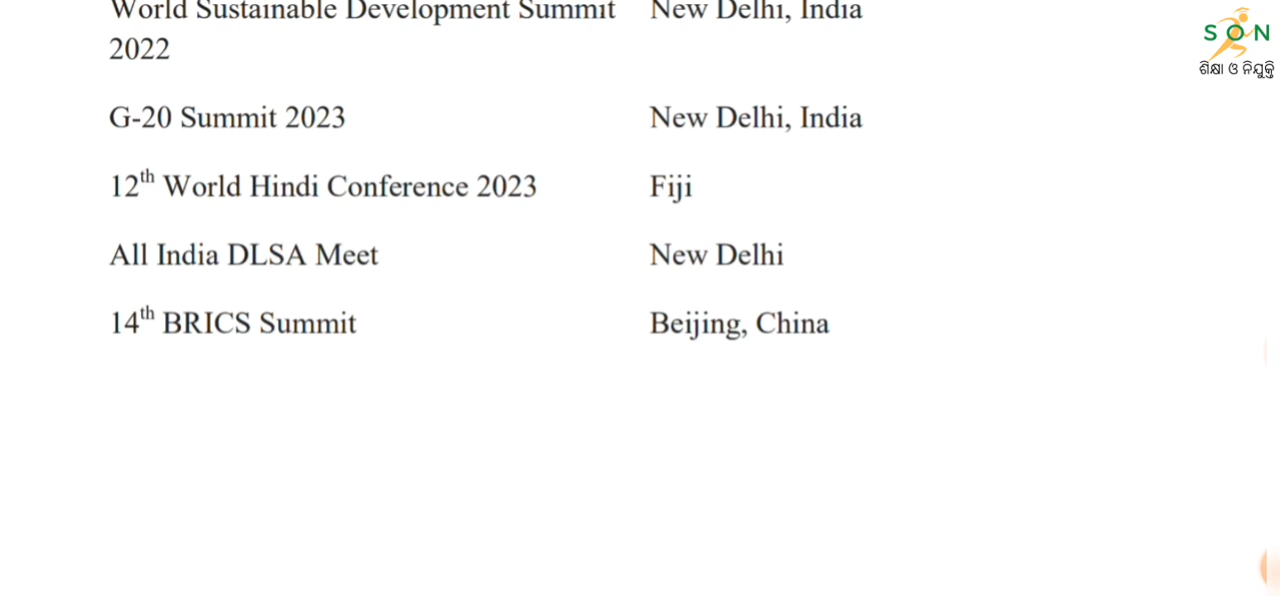 World Sustainable Development Summit New Delhi, India
2022
G-20 Summit 2023 New Delhi, India
12th World Hindi Conference 2023 Fiji
All India DLSA Meet New Delhi
14th BRICS Summit Beijing, China
SON
ଶିକ୍ଷା ଓ ନିଯୁକ୍ତି